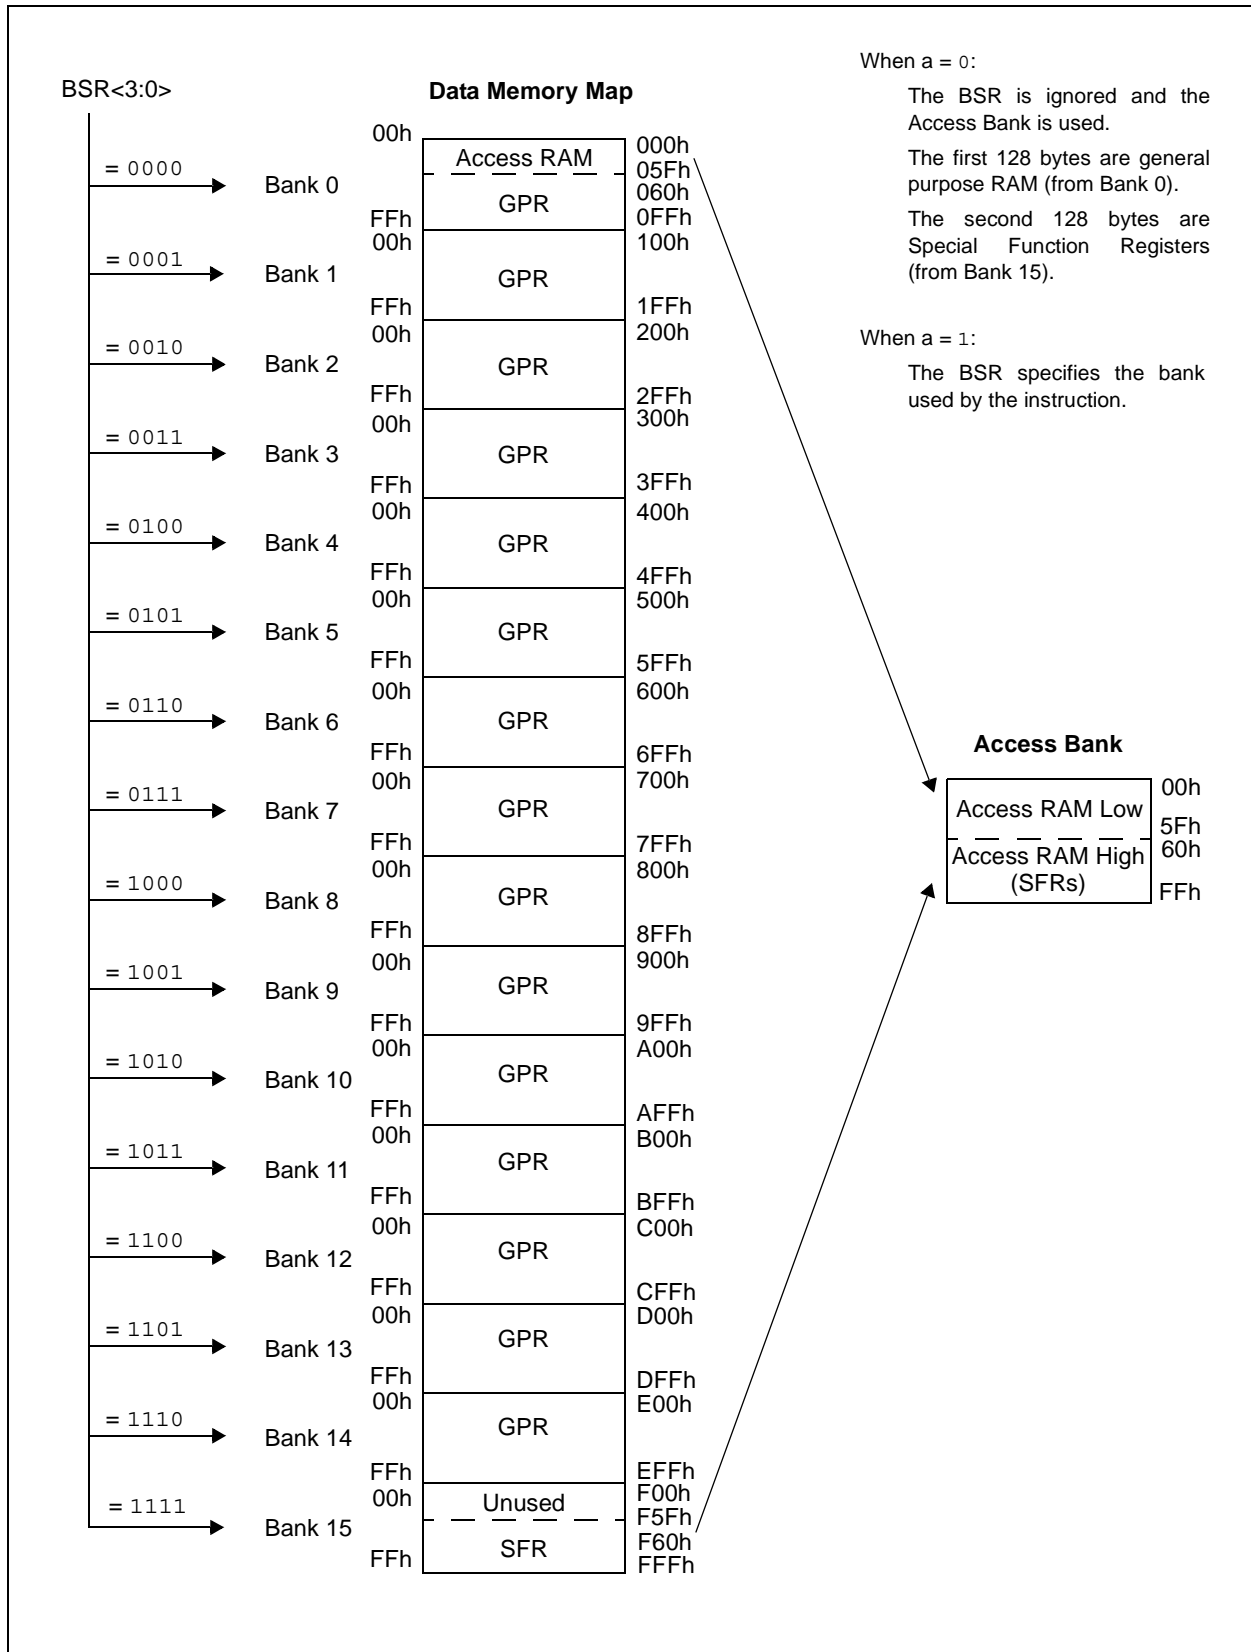 When a = 0:
The BSR is ignored and the
Access Bank is used.
The first 128 bytes are general
purpose RAM (from Bank 0).
The second 128 bytes are
Special Function Registers
(from Bank 15).
When a = 1:
The BSR specifies the bank
used by the instruction.
BSR<3:0>
Data Memory Map
= 0000
Bank 0
00h
FFh
Access RAM
GPR
000h
05Fh
060h
0FFh
= 0001
Bank 1
00h
FFh
GPR
100h
1FFh
= 0010
Bank 2
00h
FFh
GPR
200h
2FFh
= 0011
Bank 3
00h
FFh
GPR
300h
3FFh
= 0100
Bank 4
00h
FFh
GPR
400h
4FFh
= 0101
Bank 5
00h
FFh
GPR
500h
5FFh
= 0110
Bank 6
00h
FFh
GPR
600h
6FFh
= 0111
Bank 7
00h
FFh
GPR
700h
7FFh
= 1000
Bank 8
00h
FFh
GPR
800h
8FFh
= 1001
Bank 9
00h
FFh
GPR
900h
9FFh
= 1010
Bank 10
00h
FFh
GPR
A00h
AFFh
= 1011
Bank 11
00h
FFh
GPR
B00h
BFFh
= 1100
Bank 12
00h
FFh
GPR
C00h
CFFh
= 1101
Bank 13
00h
FFh
GPR
D00h
DFFh
= 1110
Bank 14
00h
FFh
GPR
E00h
EFFh
= 1111
Bank 15
00h
FFh
Unused
SFR
F00h
F5Fh
F60h
FFFh
Access Bank
Access RAM Low
00h
5Fh
Access RAM High
(SFRs)
60h
FFh